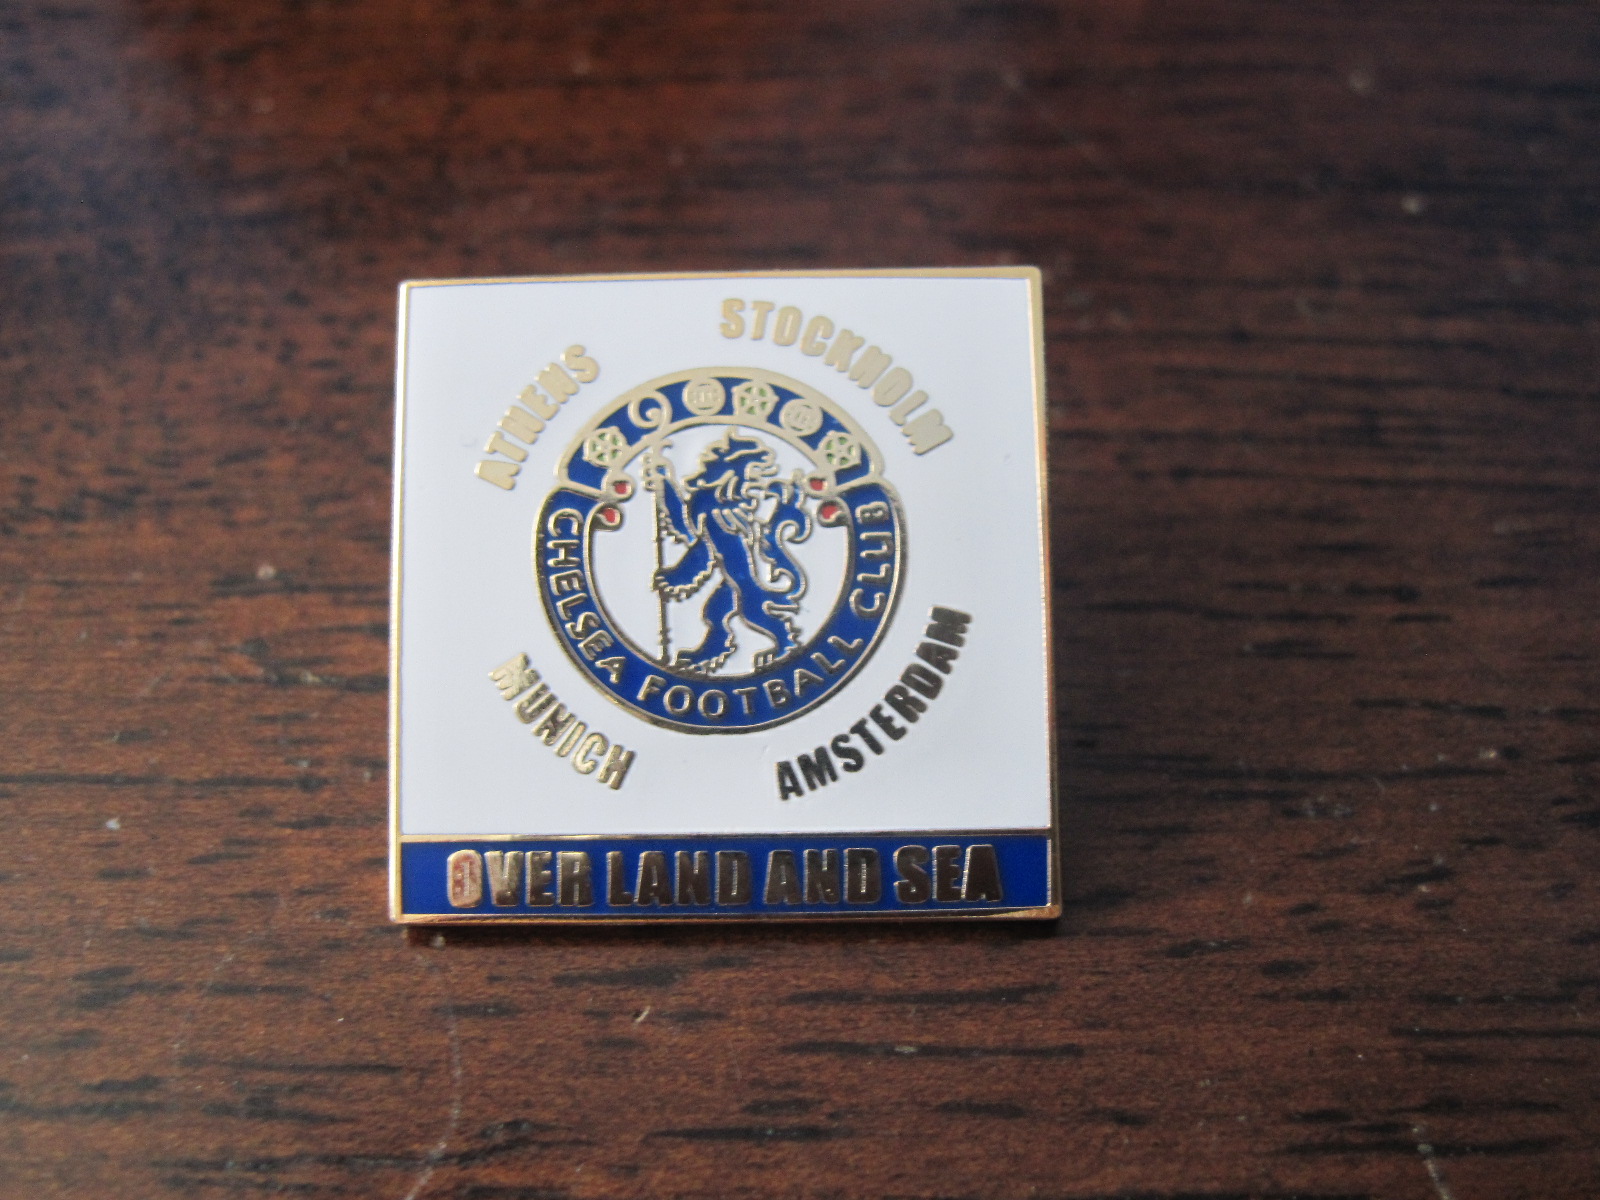 ATHENS
STOCKHOLM
CHELSEA FOOTBALL CLUB
MUNICH
AMSTERDAM
OVER LAND AND SEA